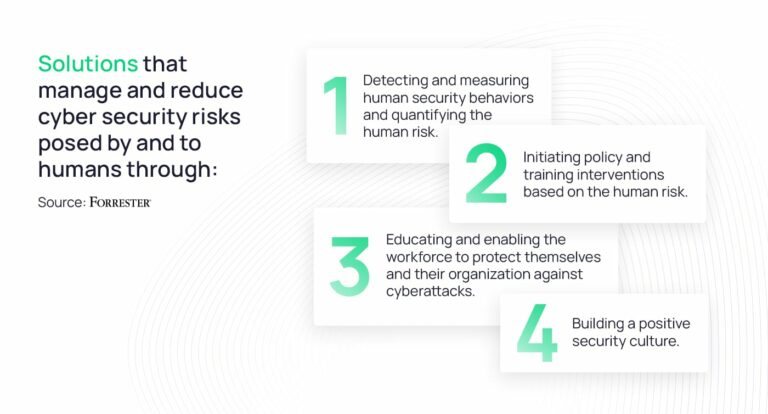 Solutions that
manage and reduce
cyber security risks
posed by and to
humans through:
Source: FORRESTER
1
Detecting and measuring
human security behaviors
and quantifying the
human risk.
2
Initiating policy and
training interventions
based on the human risk.
3
Educating and enabling the
workforce to protect themselves
and their organization against
cyberattacks.
4
Building a positive
security culture.